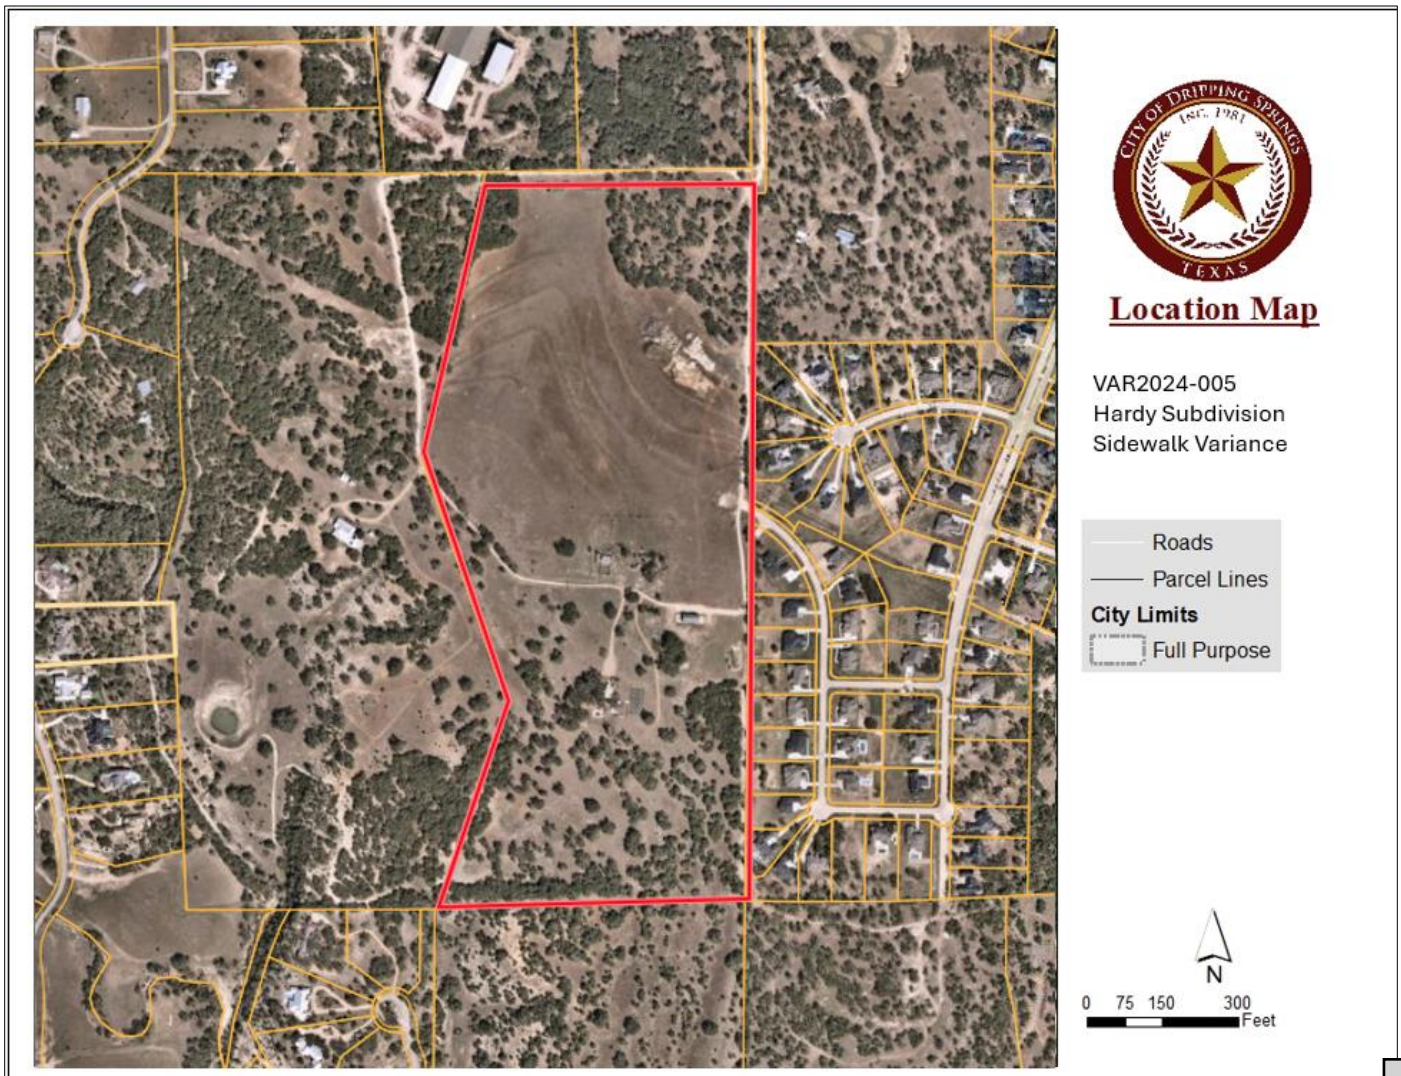 CITY OF DRIPPING SPRINGS
INC. 1981
TEXAS
Location Map
VAR2024-005
Hardy Subdivision
Sidewalk Variance
Roads
Parcel Lines
City Limits
Full Purpose
N
0 75 150 300
Feet